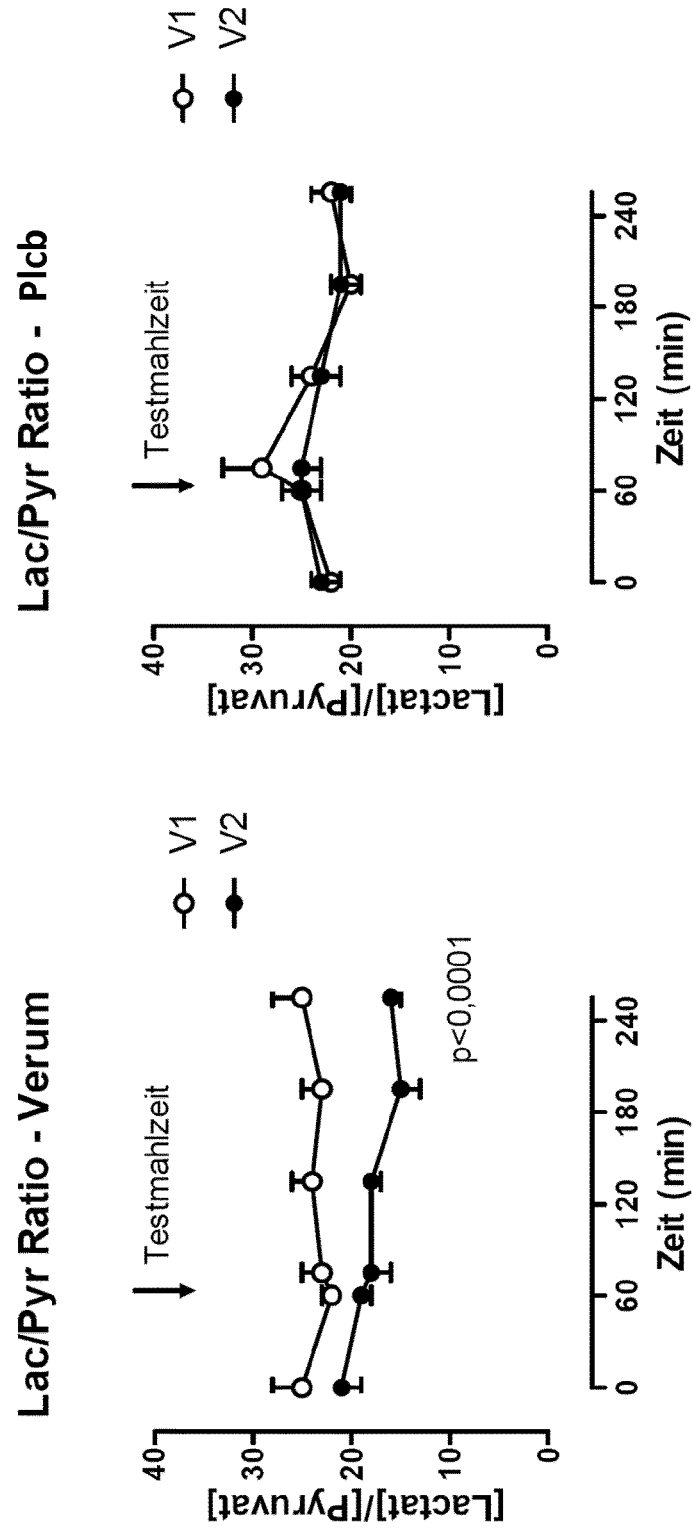 Lac/Pyr Ratio - Verum
Testmahlzeit
V1
V2
[Lactat]/[Pyruvat]
40
30
20
10
0
p<0,0001
0 60 120 180 240
Zeit (min)
Lac/Pyr Ratio - Plcb
Testmahlzeit
V1
V2
[Lactat]/[Pyruvat]
40
30
20
10
0
0 60 120 180 240
Zeit (min)